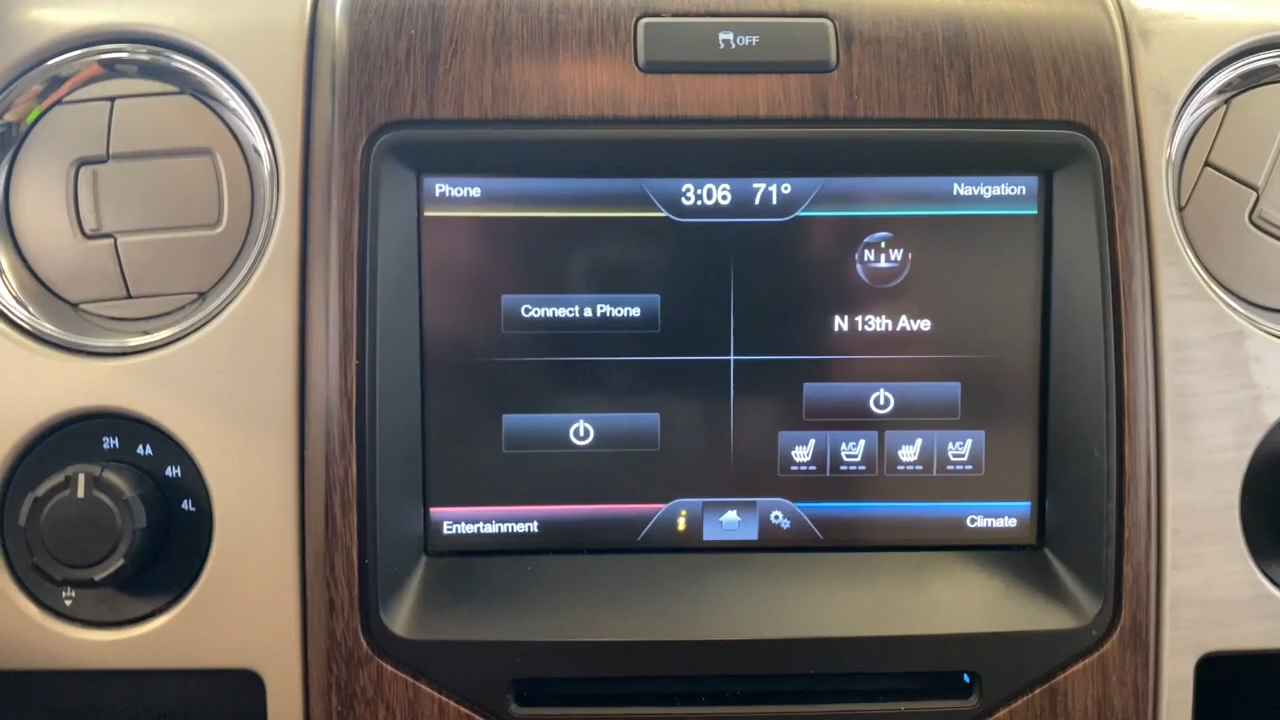 OFF
Phone
3:06 71°
Navigation
N W
Connect a Phone
N 13th Ave
2H
4A
4H
4L
A/C
A/C
Entertainment
i
Climate